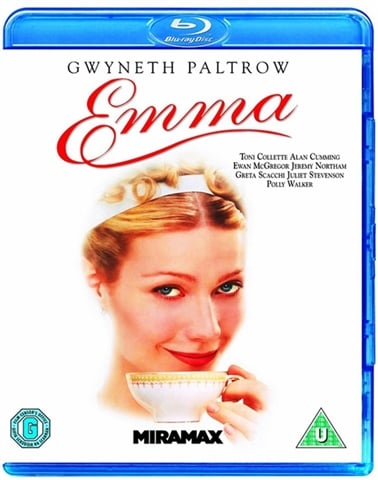 Blu-ray Disc
GWYNETH PALTROW
Emma
TONI COLLETTE ALAN CUMMING
EWAN MCGREGOR JEREMY NORTHAM
GRETA SCACCHI JULIET STEVENSON
POLLY WALKER
G
MIRAMAX
U